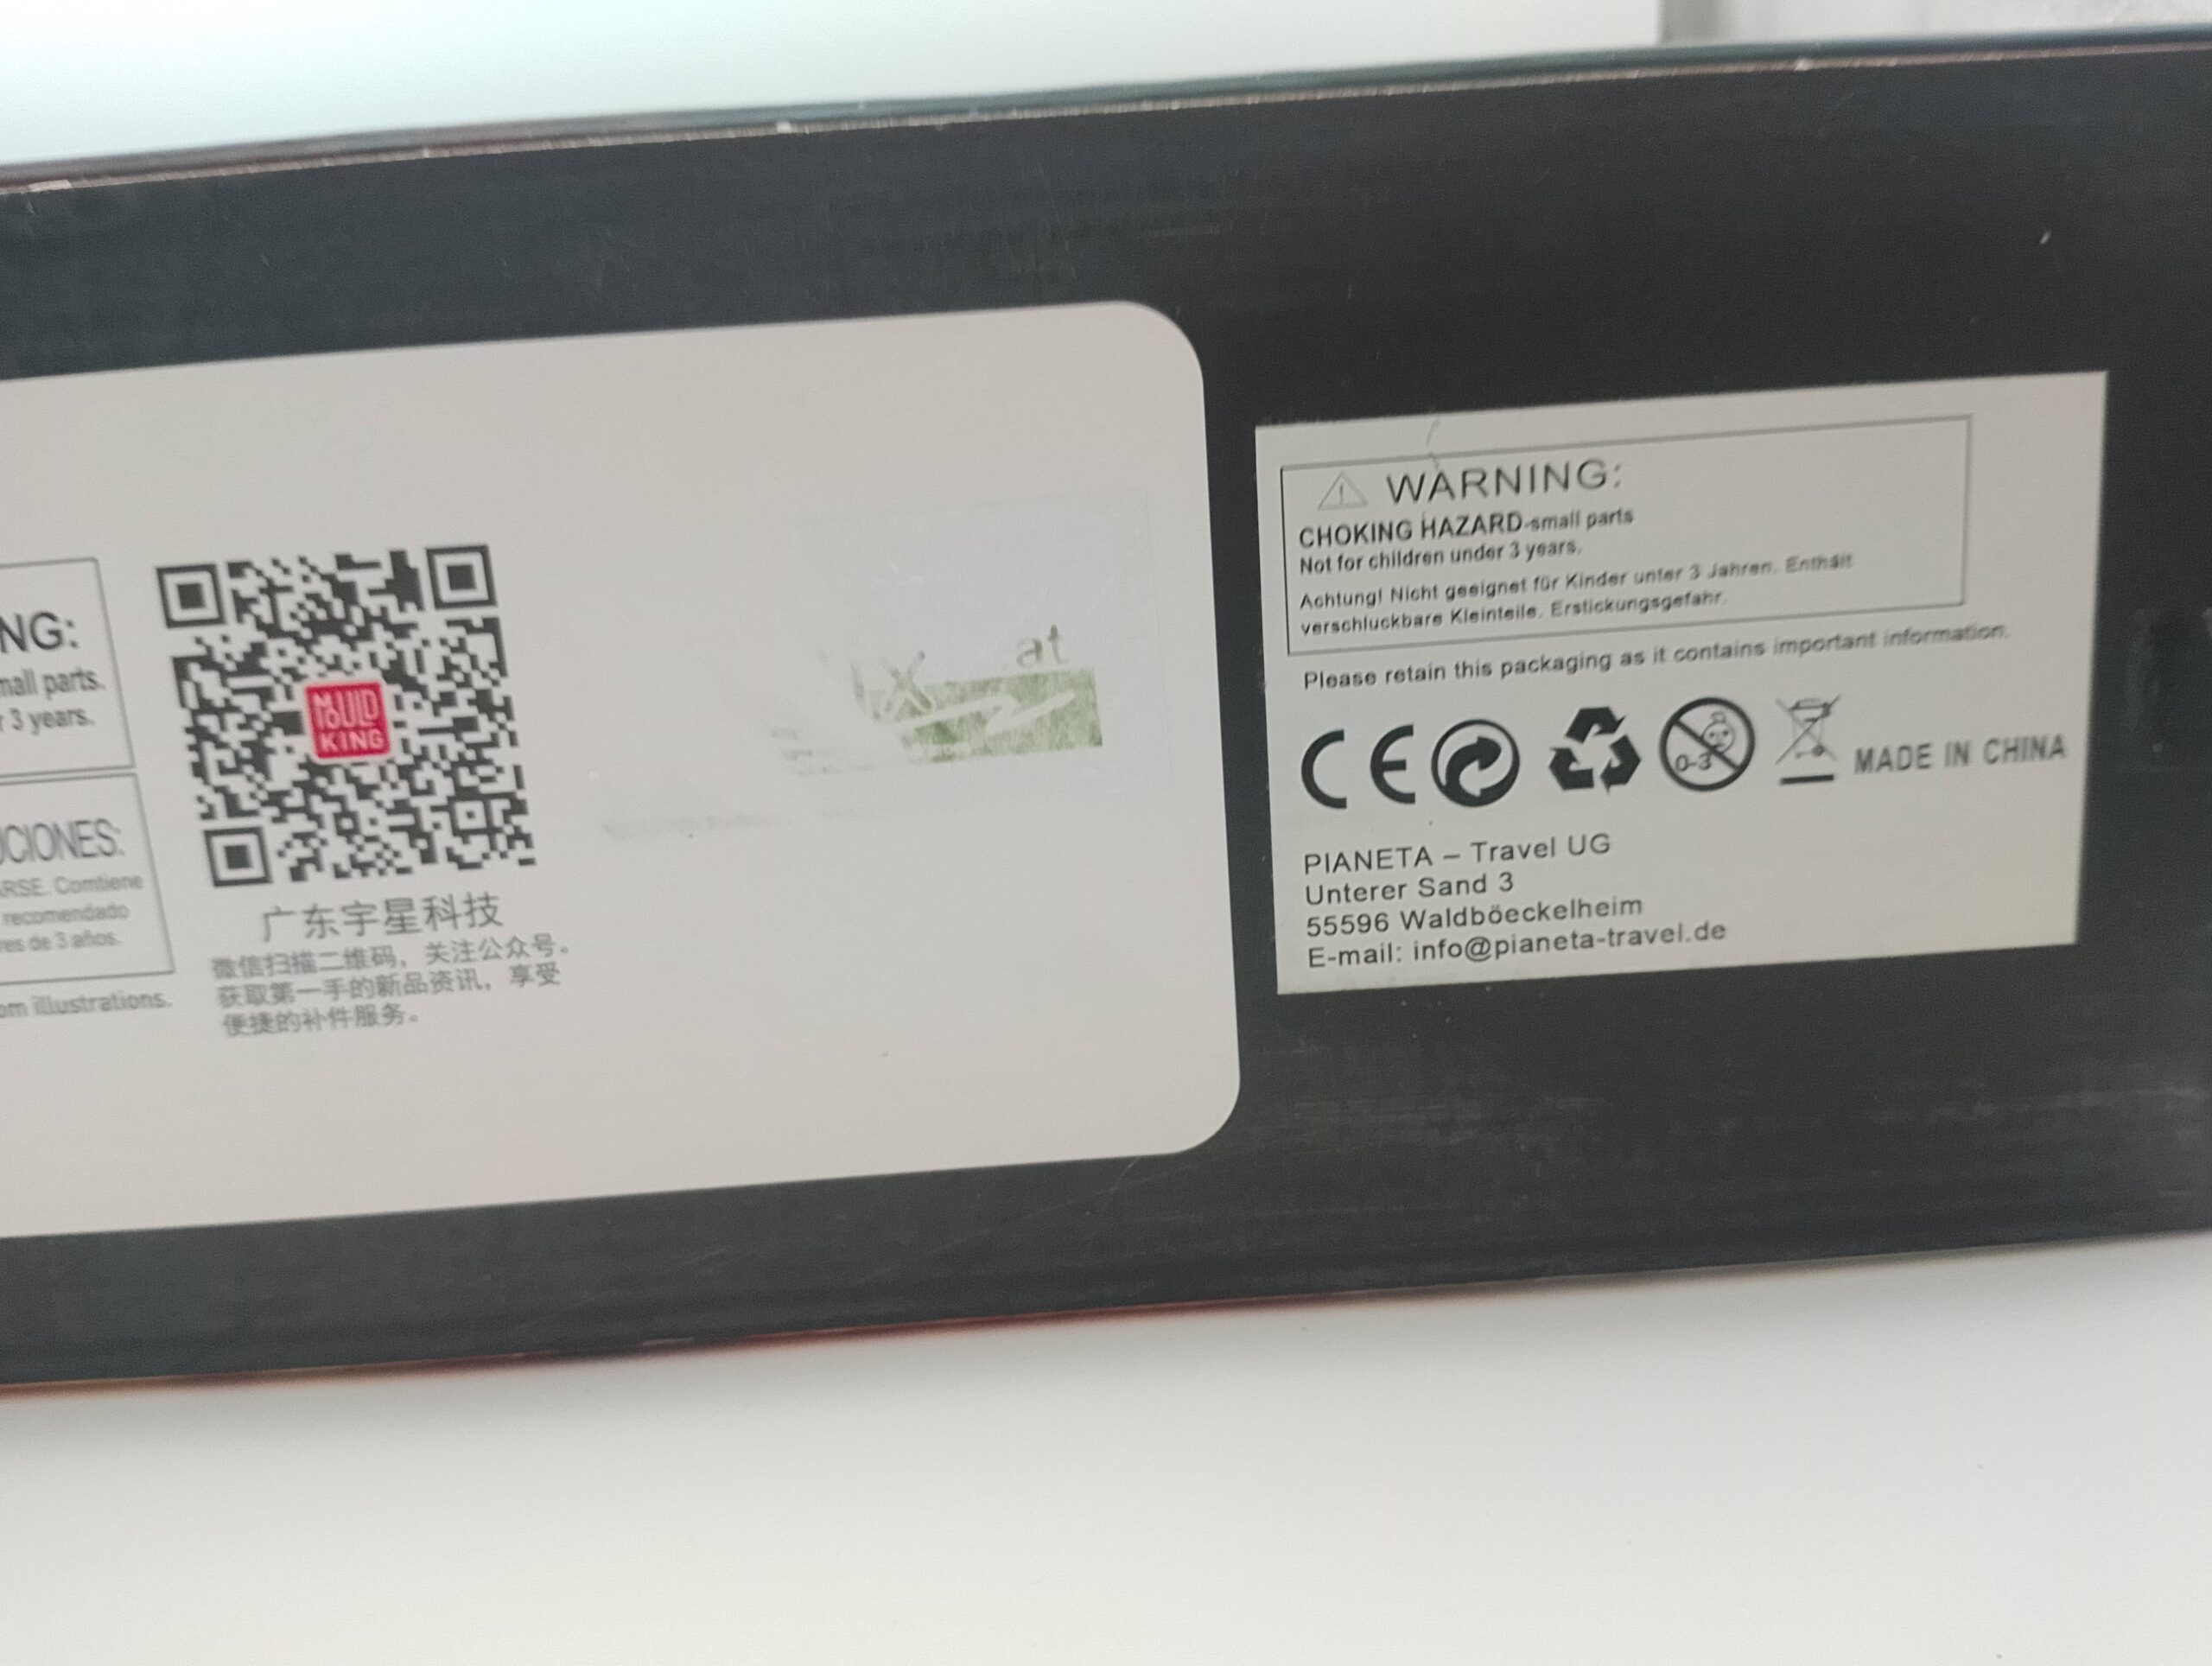 NG:
mall parts.
r 3 years.
UCIONES:
ARSE. Comtiene
recomendado
res de 3 años.
om illustrations.
MOULD
KING
广东宇星科技
微信扫描二维码，关注公众号。
获取第一手的新品资讯，享受
便捷的补件服务。
at
WARNING:
CHOKING HAZARD-small parts
Not for children under 3 years.
Achtung! Nicht geeignet für Kinder unter 3 Jahren. Enthält
verschluckbare Kleinteile. Erstickungsgefahr.
Please retain this packaging as it contains important information.
CE
0-3
MADE IN CHINA
PIANETA – Travel UG
Unterer Sand 3
55596 Waldböeckelheim
E-mail: info@pianeta-travel.de